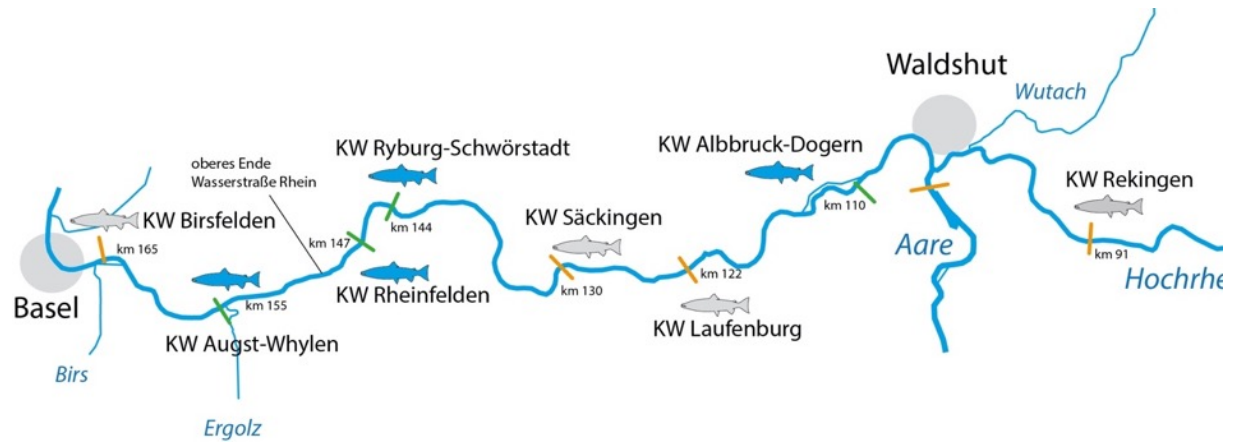 Waldshut
Wutach
KW Ryburg-Schwörstadt
KW Albbruck-Dogern
oberes Ende
Wasserstraße Rhein
KW Rekingen
KW Birsfelden
KW Säckingen
km 110
km 144
km 147
km 165
Aare
km 91
km 122
Hochrhe
km 130
KW Rheinfelden
Basel
km 155
KW Laufenburg
KW Augst-Whylen
Birs
Ergolz